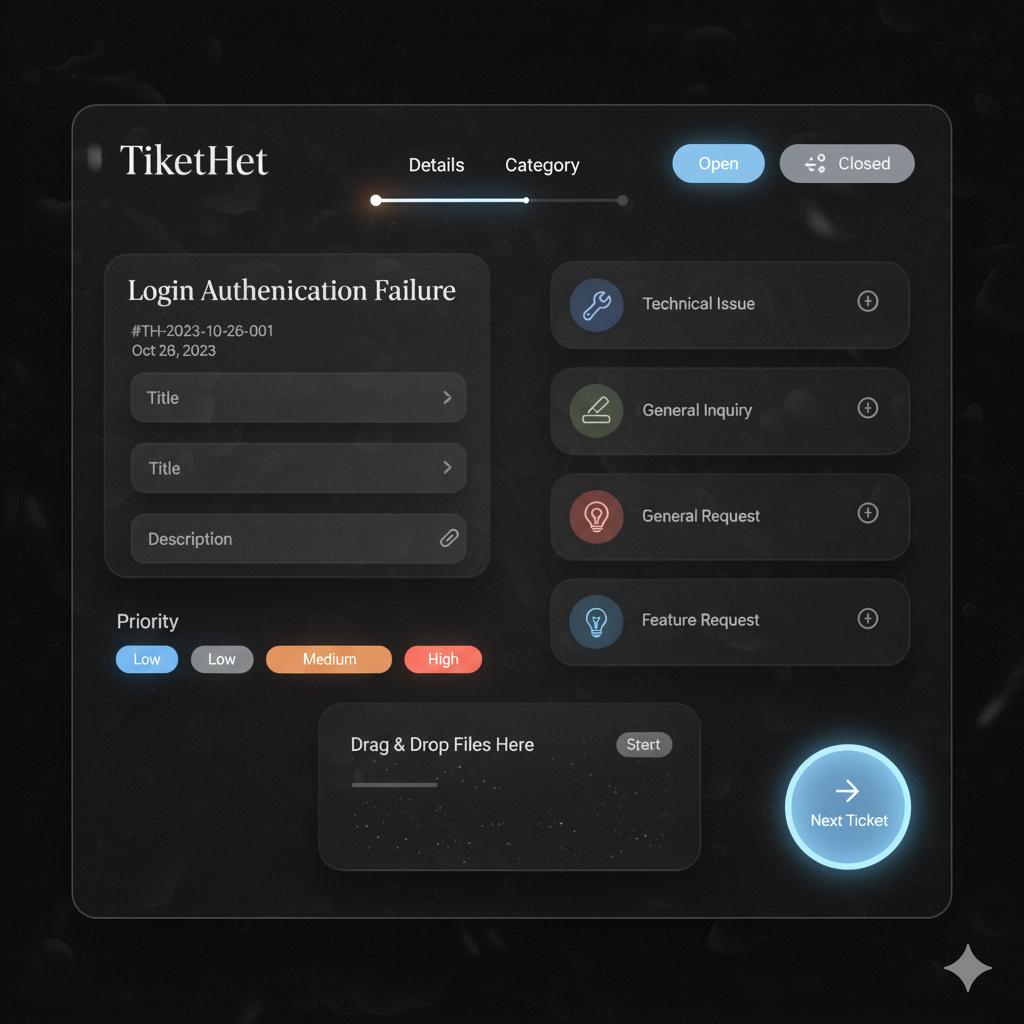 TiketHet
Details
Category
Open
Closed
Login Authenication Failure
#TH-2023-10-26-001
Oct 26, 2023
Title
Title
Description
Technical Issue
General Inquiry
General Request
Feature Request
Priority
Low
Low
Medium
High
Drag & Drop Files Here
Stert
Next Ticket